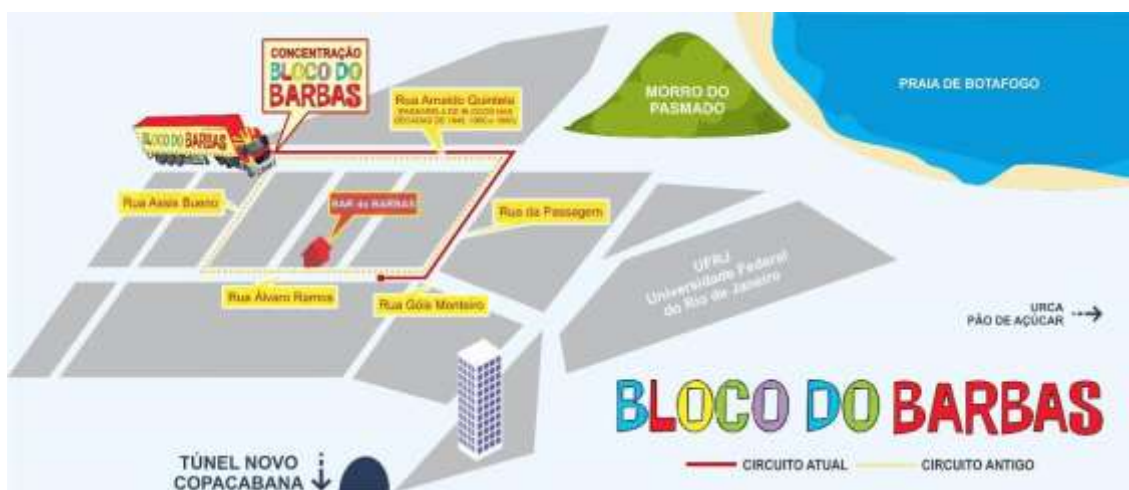 CONCENTRAÇÃO
BLOCO DO
BARBAS
BLOCO DO BARBAS
Rua Arnaldo Quintela
MORRO DO
PASMADO
PRAIA DE BOTAFOGO
Rua Assis Bueno
BAR do BARBAS
Rua da Passagem
UFRJ
Universidade Federal
do Rio de Janeiro
Rua Álvaro Ramos
Rua Góis Monteiro
URCA
PÃO DE AÇÚCAR
BLOCO DO BARBAS
CIRCUITO ATUAL
CIRCUITO ANTIGO
TÚNEL NOVO
COPACABANA